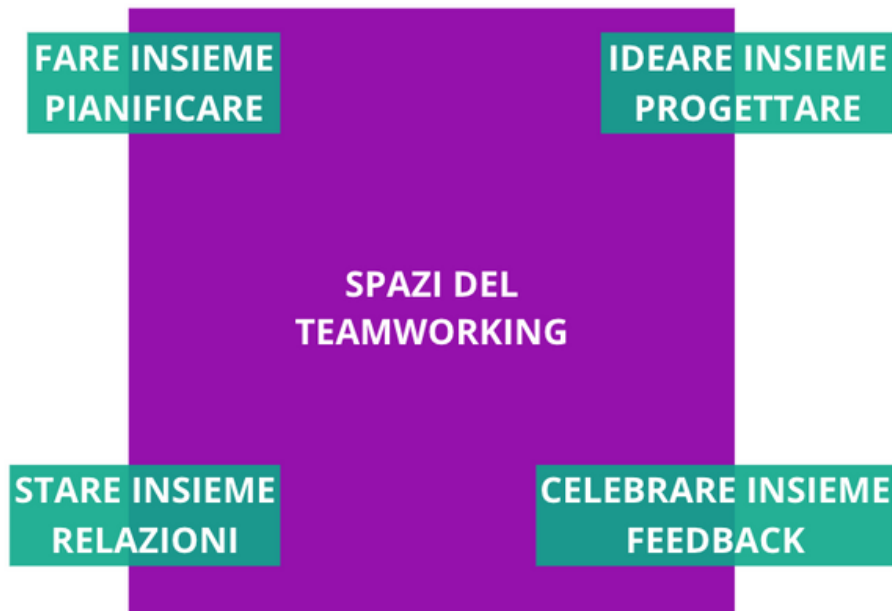 FARE INSIEME
PIANIFICARE
IDEARE INSIEME
PROGETTARE
SPAZI DEL
TEAMWORKING
STARE INSIEME
RELAZIONI
CELEBRARE INSIEME
FEEDBACK